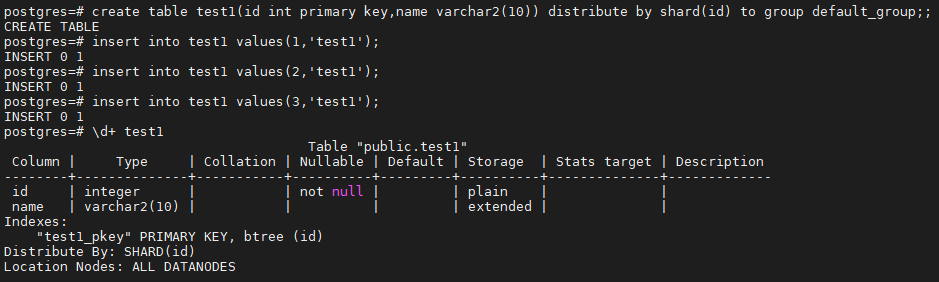 postgres=# create table test1(id int primary key,name varchar2(10)) distribute by shard(id) to group default_group;;
CREATE TABLE
postgres=# insert into test1 values(1,'test1');
INSERT 0 1
postgres=# insert into test1 values(2,'test1');
INSERT 0 1
postgres=# insert into test1 values(3,'test1');
INSERT 0 1
postgres=# \d+ test1
                                      Table "public.test1"
 Column |     Type     | Collation | Nullable | Default | Storage  | Stats target | Description
--------+--------------+-----------+----------+---------+----------+--------------+-------------
 id     | integer      |           | not null |         | plain    |              |
 name   | varchar2(10) |           |          |         | extended |              |
Indexes:
    "test1_pkey" PRIMARY KEY, btree (id)
Distribute By: SHARD(id)
Location Nodes: ALL DATANODES